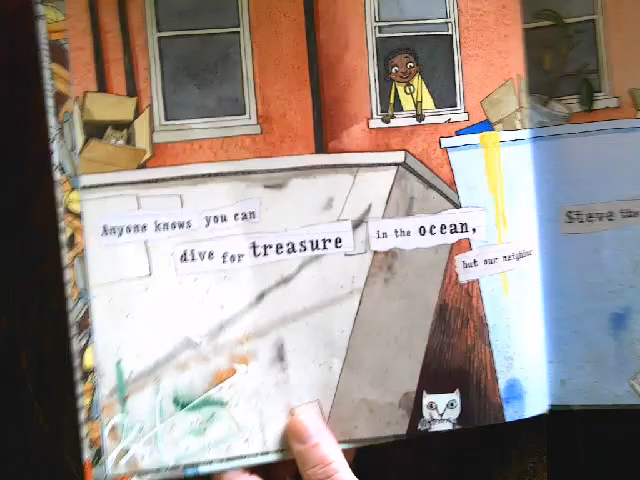 Anyone knows you can
dive for treasure
in the ocean,
but our neighbor
Steve